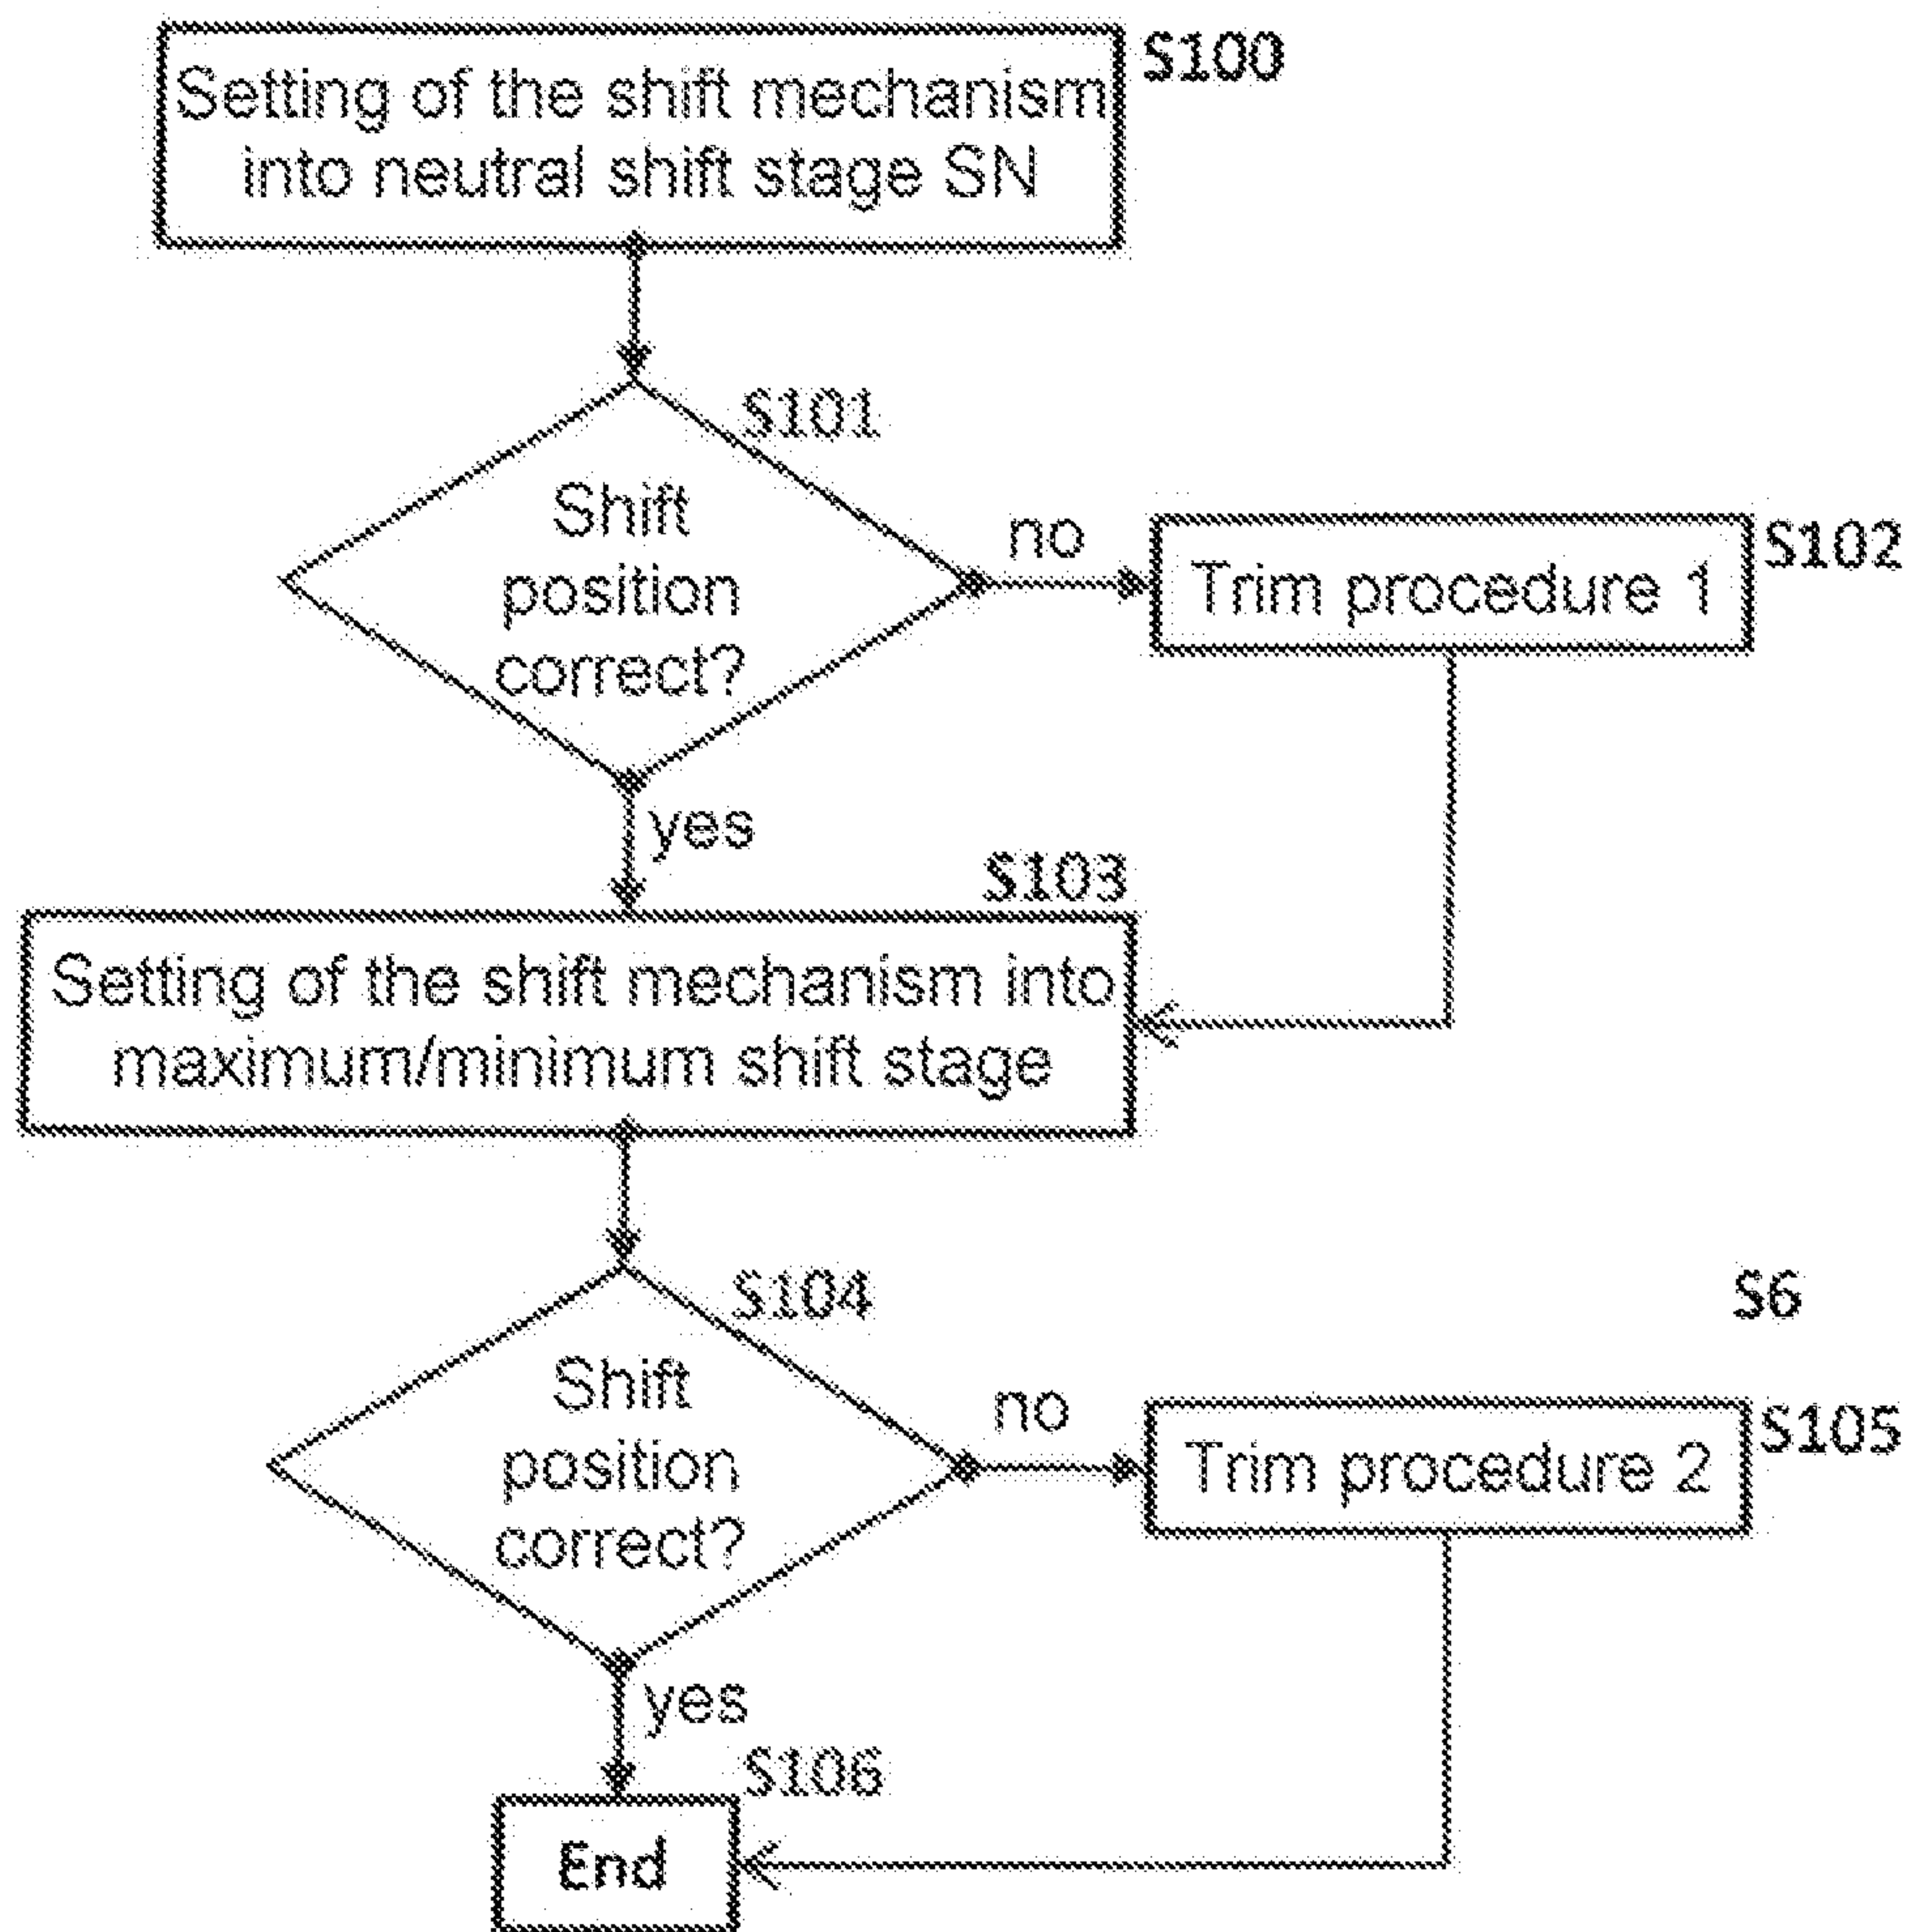 S100
Setting of the shift mechanism
into neutral shift stage SN
S101
Shift
position
correct?
no
S102
Trim procedure 1
yes
S103
Setting of the shift mechanism into
maximum/minimum shift stage
S104
S6
Shift
position
correct?
no
S105
Trim procedure 2
yes
S106
End